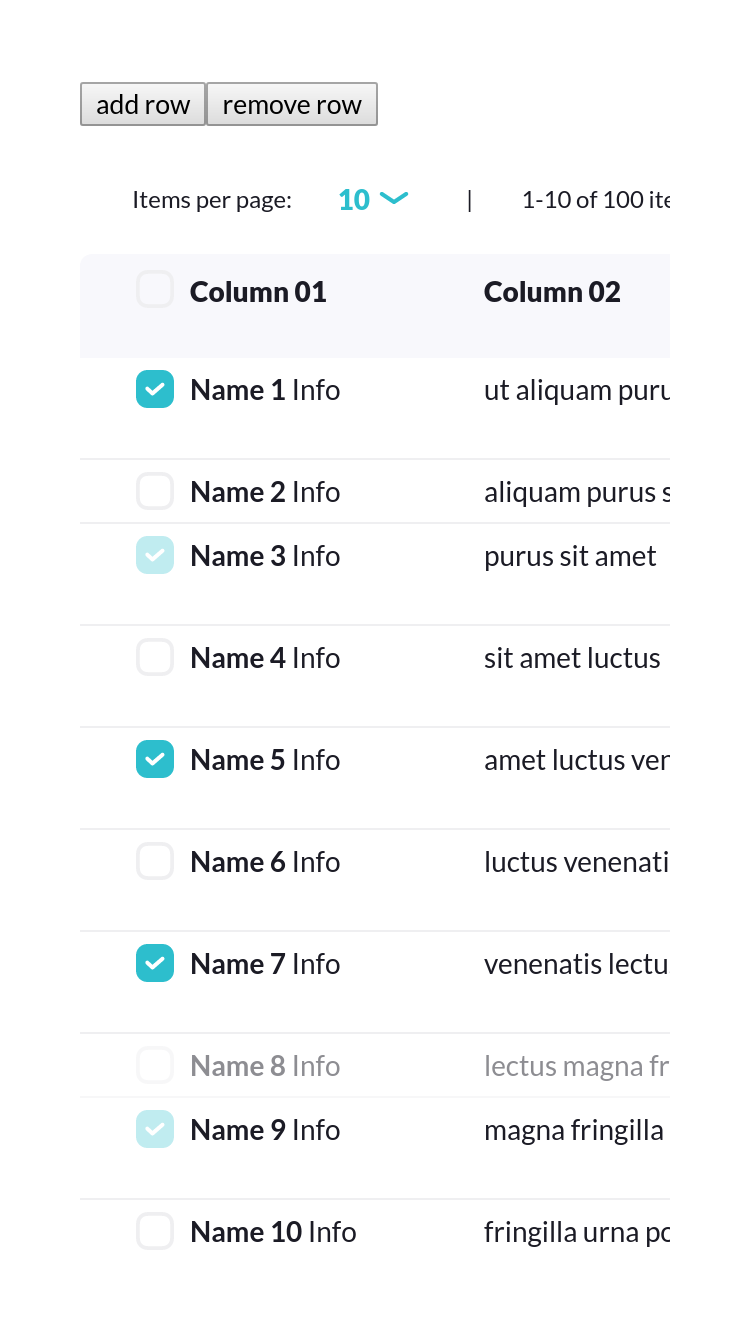 add row remove row
Items per page: 10 | 1-10 of 100 ite
Column 01 Column 02
Name 1 Info ut aliquam puru
Name 2 Info aliquam purus s
Name 3 Info purus sit amet
Name 4 Info sit amet luctus
Name 5 Info amet luctus ven
Name 6 Info luctus venenati
Name 7 Info venenatis lectu
Name 8 Info lectus magna fr
Name 9 Info magna fringilla
Name 10 Info fringilla urna po